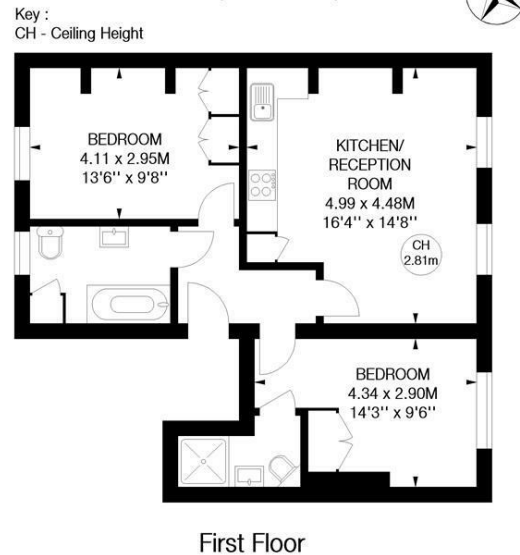 Key :
CH - Ceiling Height
BEDROOM
4.11 x 2.95M
13'6'' x 9'8''
KITCHEN/
RECEPTION
ROOM
4.99 x 4.48M
16'4'' x 14'8''
CH
2.81m
BEDROOM
4.34 x 2.90M
14'3'' x 9'6''
First Floor